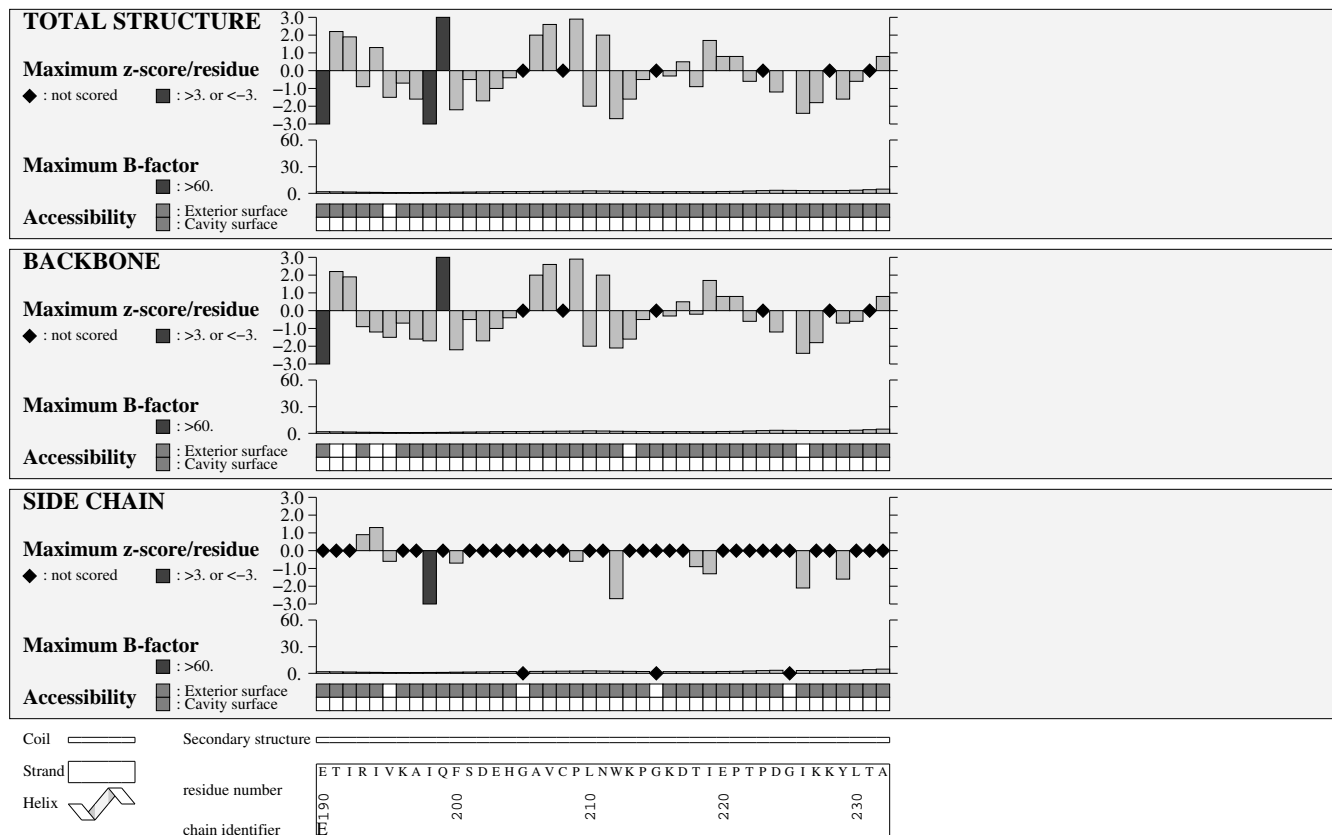 TOTAL STRUCTURE
Maximum z-score/residue
◆ : not scored ■ : >3. or <−3.
3.0
2.0
1.0
0.0
−1.0
−2.0
−3.0
Maximum B-factor
■ : >60.
60.
30.
0.
Accessibility
: Exterior surface
: Cavity surface
BACKBONE
Maximum z-score/residue
◆ : not scored ■ : >3. or <−3.
3.0
2.0
1.0
0.0
−1.0
−2.0
−3.0
Maximum B-factor
■ : >60.
60.
30.
0.
Accessibility
: Exterior surface
: Cavity surface
SIDE CHAIN
Maximum z-score/residue
◆ : not scored ■ : >3. or <−3.
3.0
2.0
1.0
0.0
−1.0
−2.0
−3.0
Maximum B-factor
■ : >60.
60.
30.
0.
Accessibility
: Exterior surface
: Cavity surface
Coil
Secondary structure
Strand
Helix
E T I R I V K A I Q F S D E H G A V C P L N W K P G K D T I E P T P D G I K K Y L T A
residue number
190 200 210 220 230
chain identifier
E